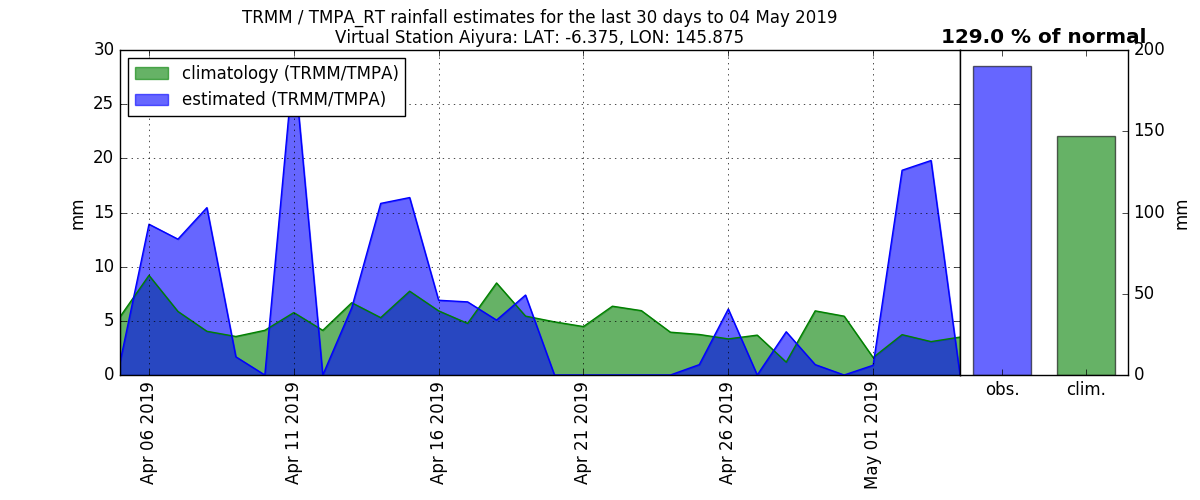 TRMM / TMPA_RT rainfall estimates for the last 30 days to 04 May 2019
Virtual Station Aiyura: LAT: -6.375, LON: 145.875
129.0 % of normal
climatology (TRMM/TMPA)
estimated (TRMM/TMPA)
30
25
20
15
10
5
0
mm
Apr 06 2019
Apr 11 2019
Apr 16 2019
Apr 21 2019
Apr 26 2019
May 01 2019
obs.
clim.
200
150
100
50
0
mm